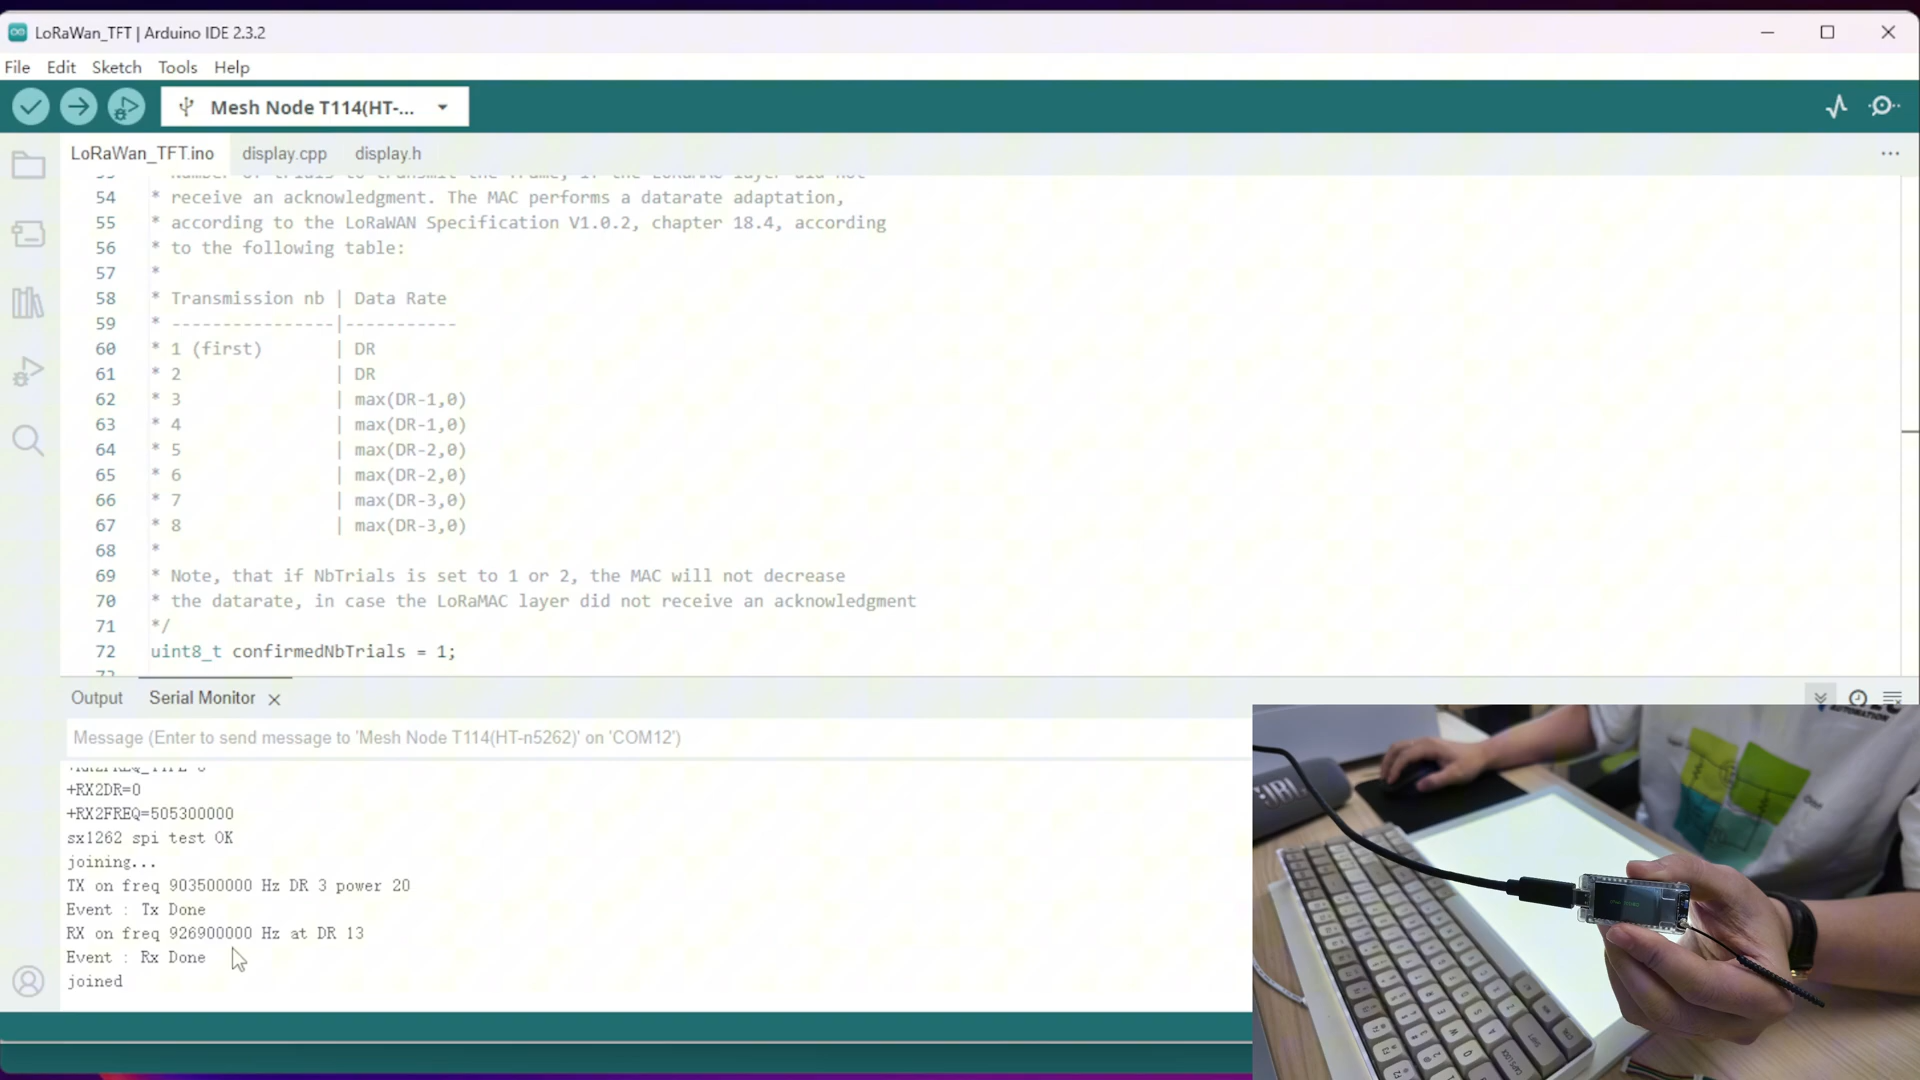 LoRaWan_TFT | Arduino IDE 2.3.2
File Edit Sketch Tools Help
Mesh Node T114(HT-...
LoRaWan_TFT.ino display.cpp display.h
54 * receive an acknowledgment. The MAC performs a datarate adaptation,
55 * according to the LoRaWAN Specification V1.0.2, chapter 18.4, according
56 * to the following table:
57 *
58 * Transmission nb | Data Rate
59 * ----------------|-----------
60 * 1 (first) | DR
61 * 2 | DR
62 * 3 | max(DR-1,0)
63 * 4 | max(DR-1,0)
64 * 5 | max(DR-2,0)
65 * 6 | max(DR-2,0)
66 * 7 | max(DR-3,0)
67 * 8 | max(DR-3,0)
68 *
69 * Note, that if NbTrials is set to 1 or 2, the MAC will not decrease
70 * the datarate, in case the LoRaMAC layer did not receive an acknowledgment
71 */
72 uint8_t confirmedNbTrials = 1;
Output Serial Monitor
Message (Enter to send message to 'Mesh Node T114(HT-n5262)' on 'COM12')
+RX2DR=0
+RX2FREQ=505300000
sx1262 spi test OK
joining...
TX on freq 903500000 Hz DR 3 power 20
Event : Tx Done
RX on freq 926900000 Hz at DR 13
Event : Rx Done
joined
AUTOMATION
JBL